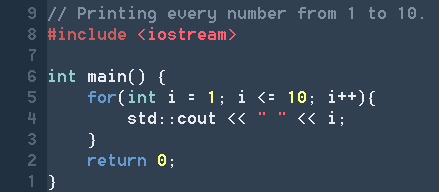 9 // Printing every number from 1 to 10.
8 #include <iostream>
7
6 int main() {
5     for(int i = 1; i <= 10; i++){
4         std::cout << " " << i;
3     }
2     return 0;
1 }